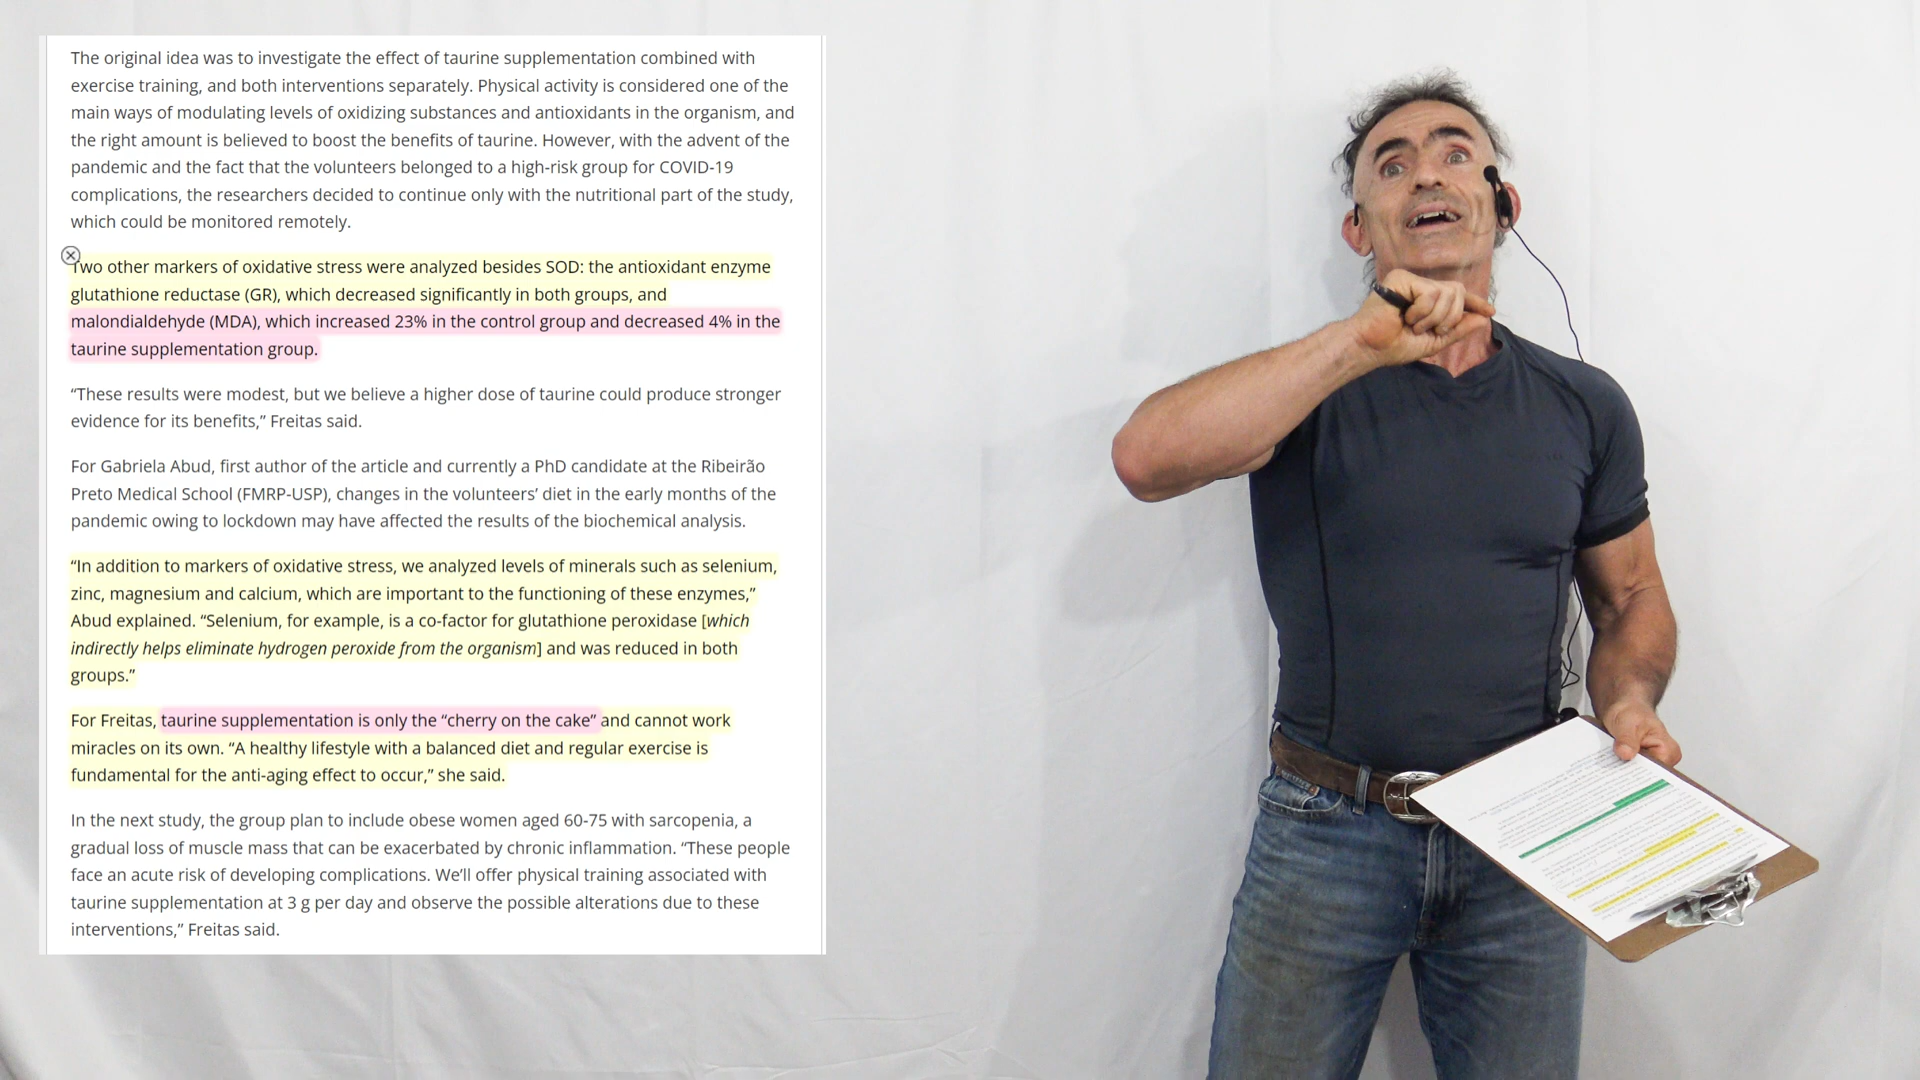 The original idea was to investigate the effect of taurine supplementation combined with
exercise training, and both interventions separately. Physical activity is considered one of the
main ways of modulating levels of oxidizing substances and antioxidants in the organism, and
the right amount is believed to boost the benefits of taurine. However, with the advent of the
pandemic and the fact that the volunteers belonged to a high-risk group for COVID-19
complications, the researchers decided to continue only with the nutritional part of the study,
which could be monitored remotely.
Two other markers of oxidative stress were analyzed besides SOD: the antioxidant enzyme
glutathione reductase (GR), which decreased significantly in both groups, and
malondialdehyde (MDA), which increased 23% in the control group and decreased 4% in the
taurine supplementation group.
“These results were modest, but we believe a higher dose of taurine could produce stronger
evidence for its benefits,” Freitas said.
For Gabriela Abud, first author of the article and currently a PhD candidate at the Ribeirão
Preto Medical School (FMRP-USP), changes in the volunteers’ diet in the early months of the
pandemic owing to lockdown may have affected the results of the biochemical analysis.
“In addition to markers of oxidative stress, we analyzed levels of minerals such as selenium,
zinc, magnesium and calcium, which are important to the functioning of these enzymes,”
Abud explained. “Selenium, for example, is a co-factor for glutathione peroxidase [which
indirectly helps eliminate hydrogen peroxide from the organism] and was reduced in both
groups.”
For Freitas, taurine supplementation is only the “cherry on the cake” and cannot work
miracles on its own. “A healthy lifestyle with a balanced diet and regular exercise is
fundamental for the anti-aging effect to occur,” she said.
In the next study, the group plan to include obese women aged 60-75 with sarcopenia, a
gradual loss of muscle mass that can be exacerbated by chronic inflammation. “These people
face an acute risk of developing complications. We’ll offer physical training associated with
taurine supplementation at 3 g per day and observe the possible alterations due to these
interventions,” Freitas said.